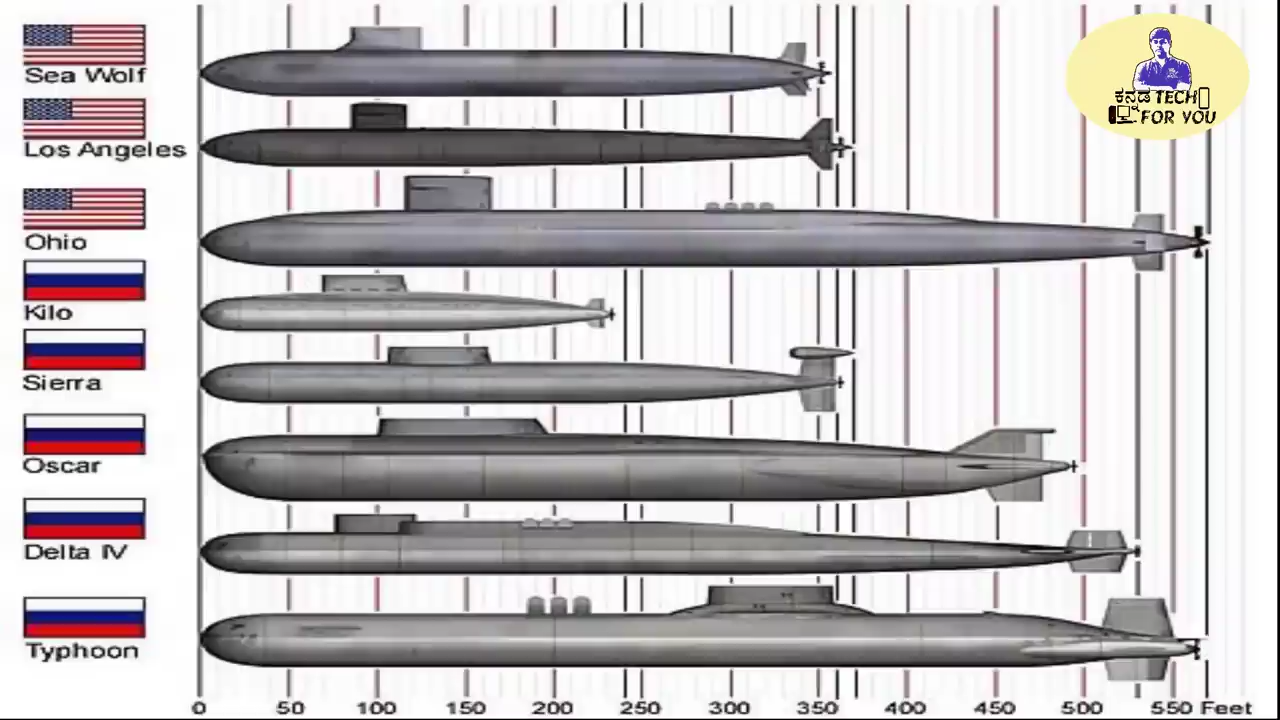 Sea Wolf
Los Angeles
Ohio
Kilo
Sierra
Oscar
Delta IV
Typhoon
0 50 100 150 200 250 300 350 400 450 500 550 Feet
ಕನ್ನಡ TECH
FOR YOU